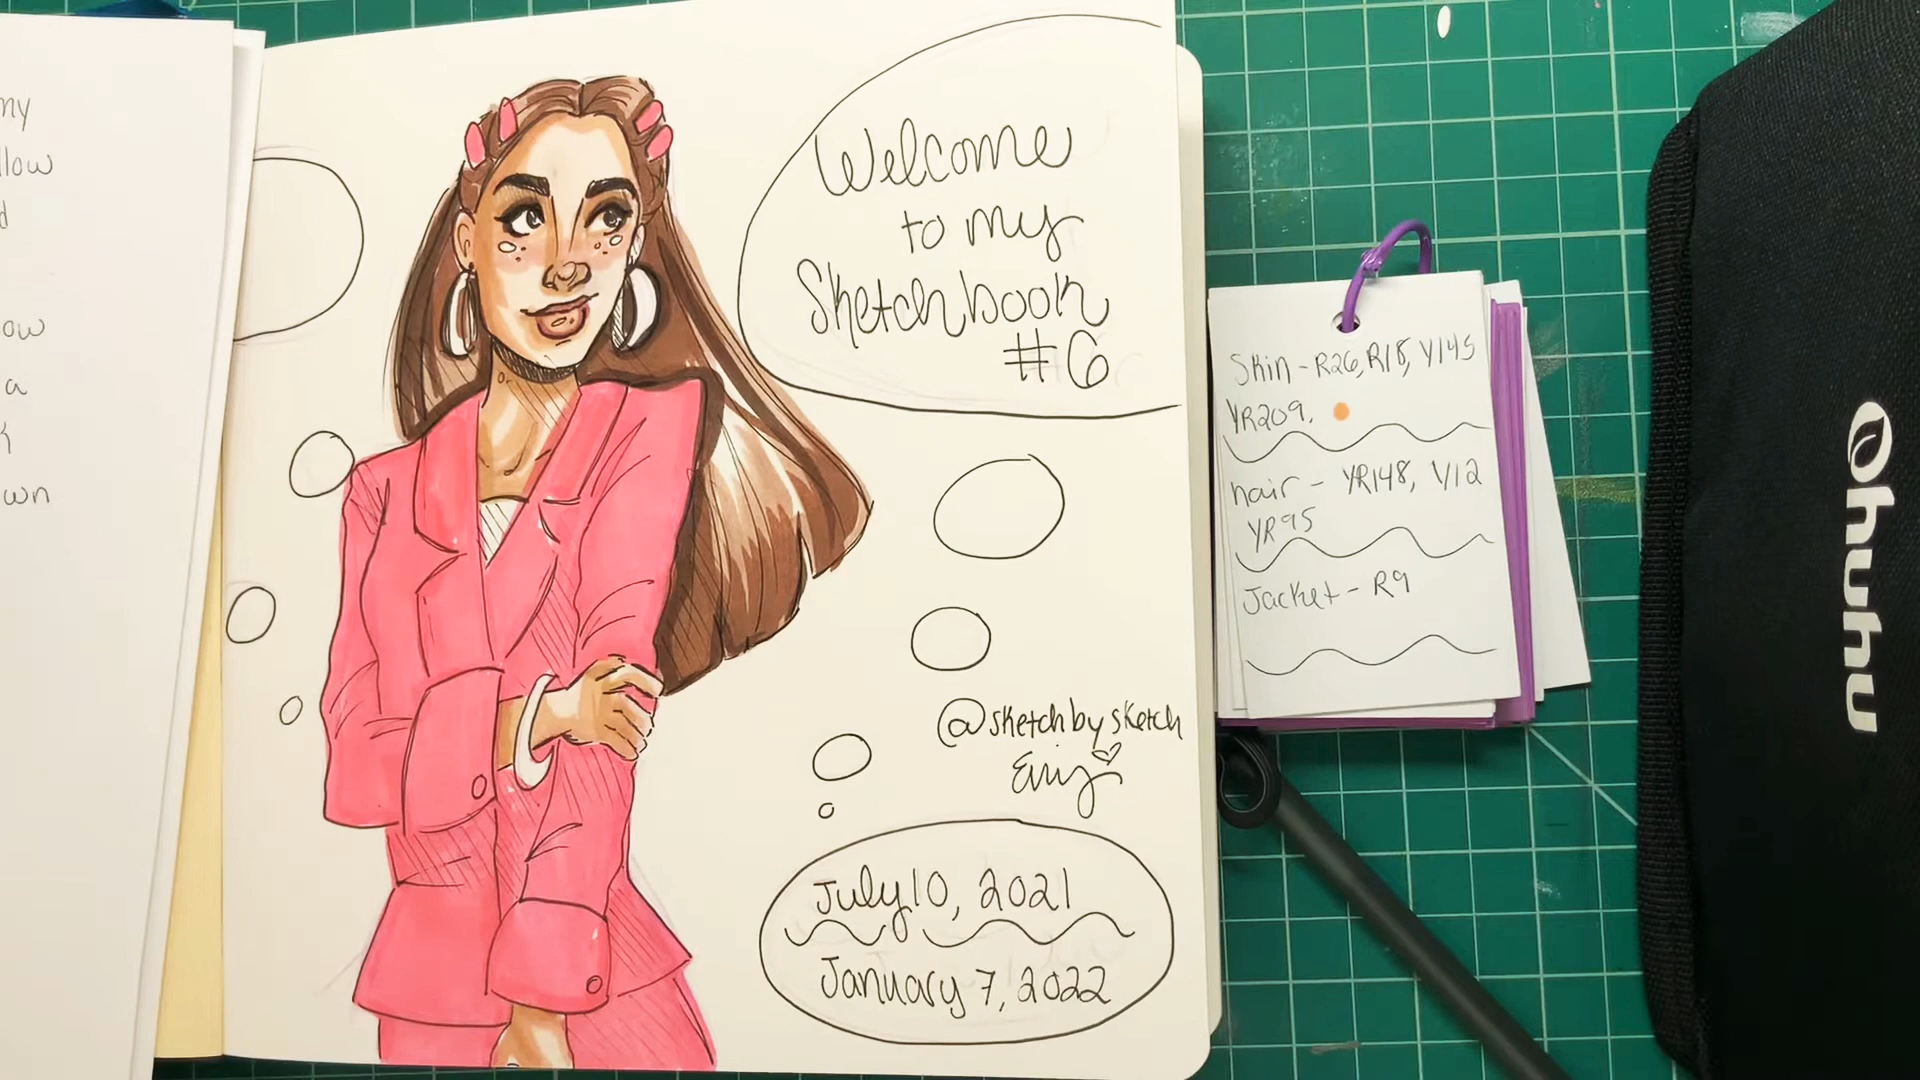 my
llow
d
ow
a
k
wn
Welcome
to my
Sketchbook
#6
@sketchbysketch
July 10, 2021
January 7, 2022
Skin - R26, R18, Y145
YR209,
hair - YR148, Y12
YR95
Jacket - R9
Ohuhu